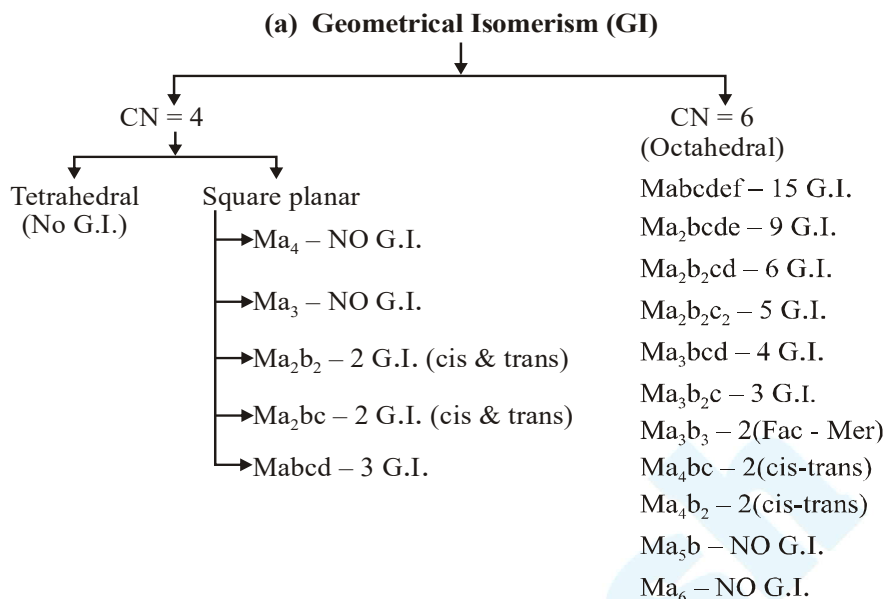 (a) Geometrical Isomerism (GI)
CN = 4
Tetrahedral
(No G.I.)
Square planar
Ma₄ – NO G.I.
Ma₃ – NO G.I.
Ma₂b₂ – 2 G.I. (cis & trans)
Ma₂bc – 2 G.I. (cis & trans)
Mabcd – 3 G.I.
CN = 6
(Octahedral)
Mabcdef – 15 G.I.
Ma₂bcde – 9 G.I.
Ma₂b₂cd – 6 G.I.
Ma₂b₂c₂ – 5 G.I.
Ma₃bcd – 4 G.I.
Ma₃b₂c – 3 G.I.
Ma₃b₃ – 2(Fac - Mer)
Ma₄bc – 2(cis-trans)
Ma₄b₂ – 2(cis-trans)
Ma₅b – NO G.I.
Ma₆ – NO G.I.